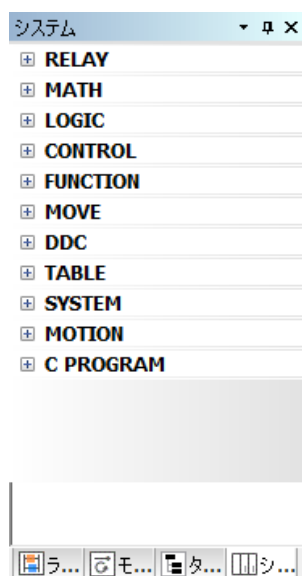 システム
RELAY
MATH
LOGIC
CONTROL
FUNCTION
MOVE
DDC
TABLE
SYSTEM
MOTION
C PROGRAM
ラ... モ... タ... シ...